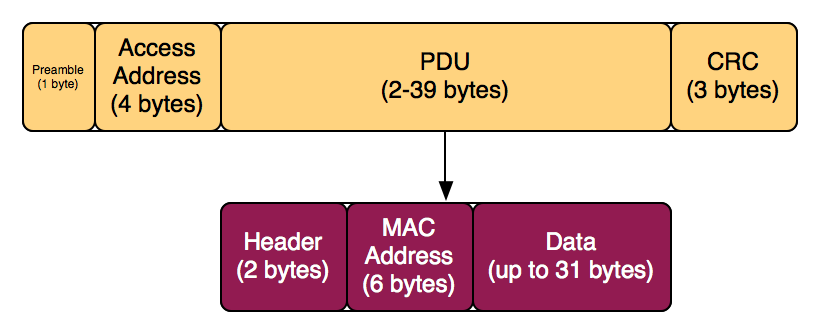 Preamble
(1 byte)
Access
Address
(4 bytes)
PDU
(2-39 bytes)
CRC
(3 bytes)
Header
(2 bytes)
MAC
Address
(6 bytes)
Data
(up to 31 bytes)